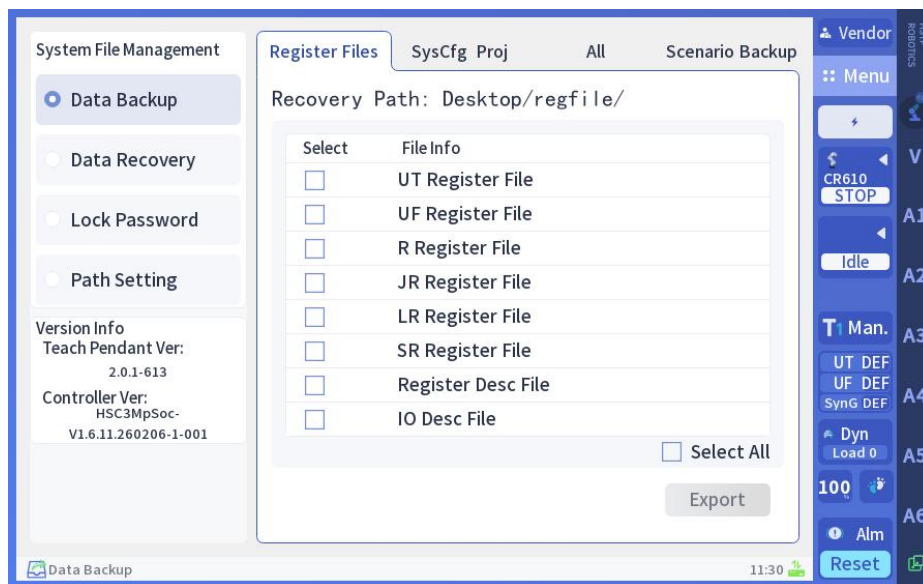 System File Management
Data Backup
Data Recovery
Lock Password
Path Setting
Version Info
Teach Pendant Ver:
2.0.1-613
Controller Ver:
HSC3MpSoc-
V1.6.11.260206-1-001
Register Files
SysCfg Proj
All
Scenario Backup
Recovery Path: Desktop/regfile/
Select File Info
UT Register File
UF Register File
R Register File
JR Register File
LR Register File
SR Register File
Register Desc File
IO Desc File
Select All
Export
Data Backup
11:30
Vendor
Menu
CR610
STOP
Idle
T1 Man.
UT DEF
UF DEF
SynG DEF
Dyn
Load 0
100 %
Alm
Reset
ROBOTICS
V
A1
A2
A3
A4
A5
A6